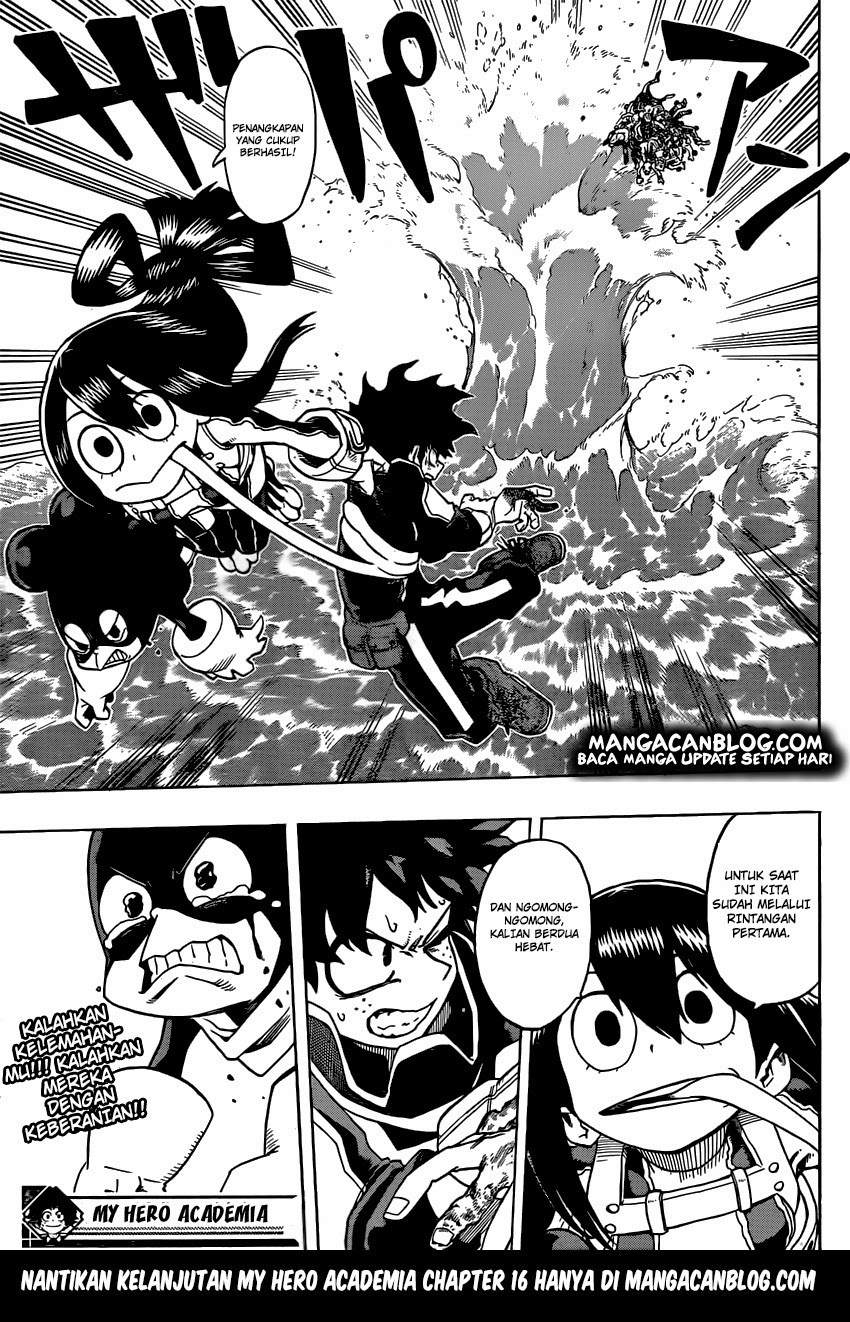 ザパアン
PENANGKAPAN
YANG CUKUP
BERHASIL!
MANGACANBLOG.COM
BACA MANGA UPDATE SETIAP HARI
UNTUK SAAT
INI KITA
SUDAH MELALUI
RINTANGAN
PERTAMA.
DAN NGOMONG-
NGOMONG,
KALIAN BERDUA
HEBAT.
KALAHKAN
KELEMAHAN-
MU!!! KALAHKAN
MEREKA
DENGAN
KEBERANIAN!!
MY HERO ACADEMIA
NANTIKAN KELANJUTAN MY HERO ACADEMIA CHAPTER 16 HANYA DI MANGACANBLOG.COM